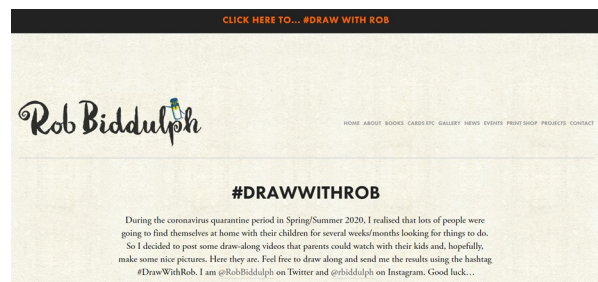 CLICK HERE TO... #DRAW WITH ROB
Rob Biddulph
HOME ABOUT BOOKS CARDS ETC GALLERY NEWS EVENTS PRINT SHOP PROJECTS CONTACT
#DRAWWITHROB
During the coronavirus quarantine period in Spring/Summer 2020, I realised that lots of people were
going to find themselves at home with their children for several weeks/months looking for things to do.
So I decided to post some draw-along videos that parents could watch with their kids and, hopefully,
make some nice pictures. Here they are. Feel free to draw along and send me the results using the hashtag
#DrawWithRob. I am @RobBiddulph on Twitter and @rbiddulph on Instagram. Good luck…